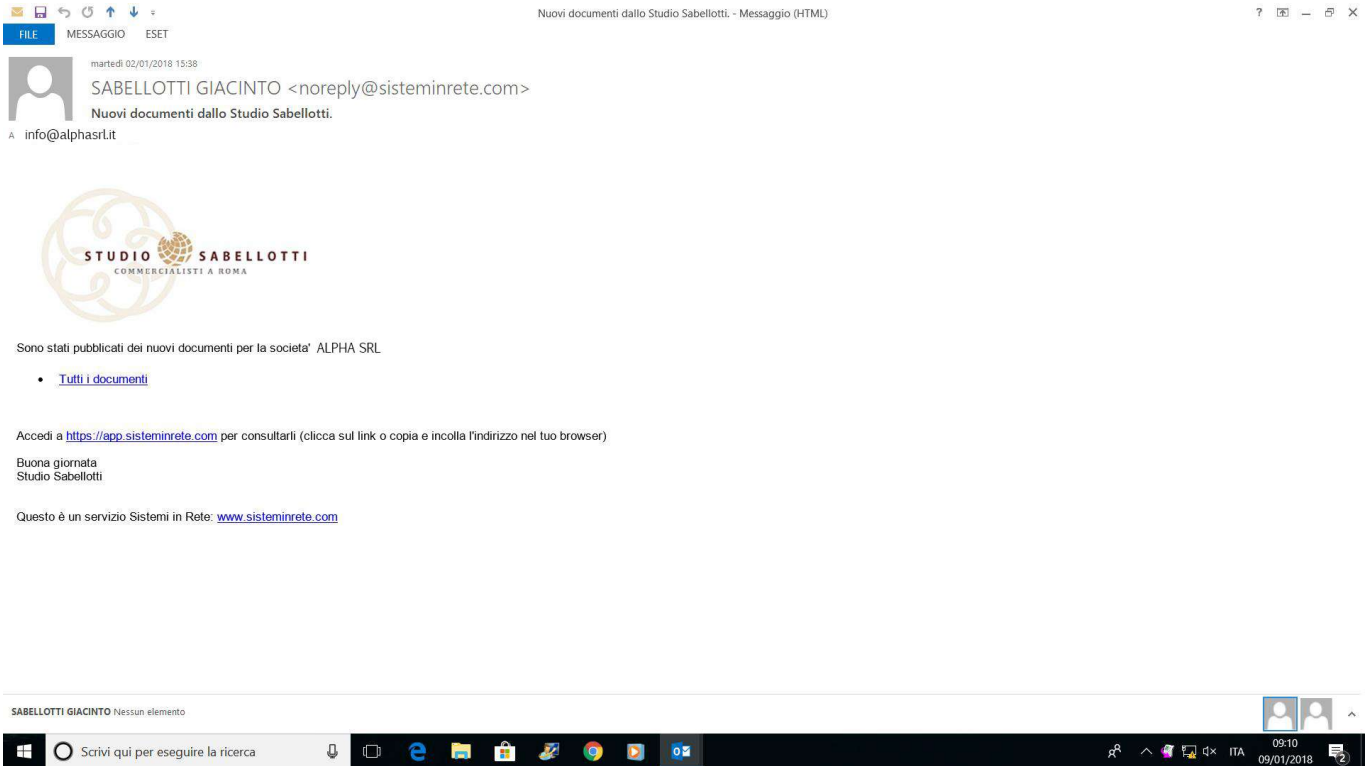 Nuovi documenti dallo Studio Sabellotti. - Messaggio (HTML)
FILE MESSAGGIO ESET
martedì 02/01/2018 15:38
SABELLOTTI GIACINTO <noreply@sisteminrete.com>
Nuovi documenti dallo Studio Sabellotti.
A info@alphasrl.it
STUDIO SABELLOTTI
COMMERCIALISTI A ROMA
Sono stati pubblicati dei nuovi documenti per la societa' ALPHA SRL
• Tutti i documenti
Accedi a https://app.sisteminrete.com per consultarli (clicca sul link o copia e incolla l'indirizzo nel tuo browser)
Buona giornata
Studio Sabellotti
Questo è un servizio Sistemi in Rete: www.sisteminrete.com
SABELLOTTI GIACINTO Nessun elemento
Scrivi qui per eseguire la ricerca
ITA
09:10
09/01/2018
2